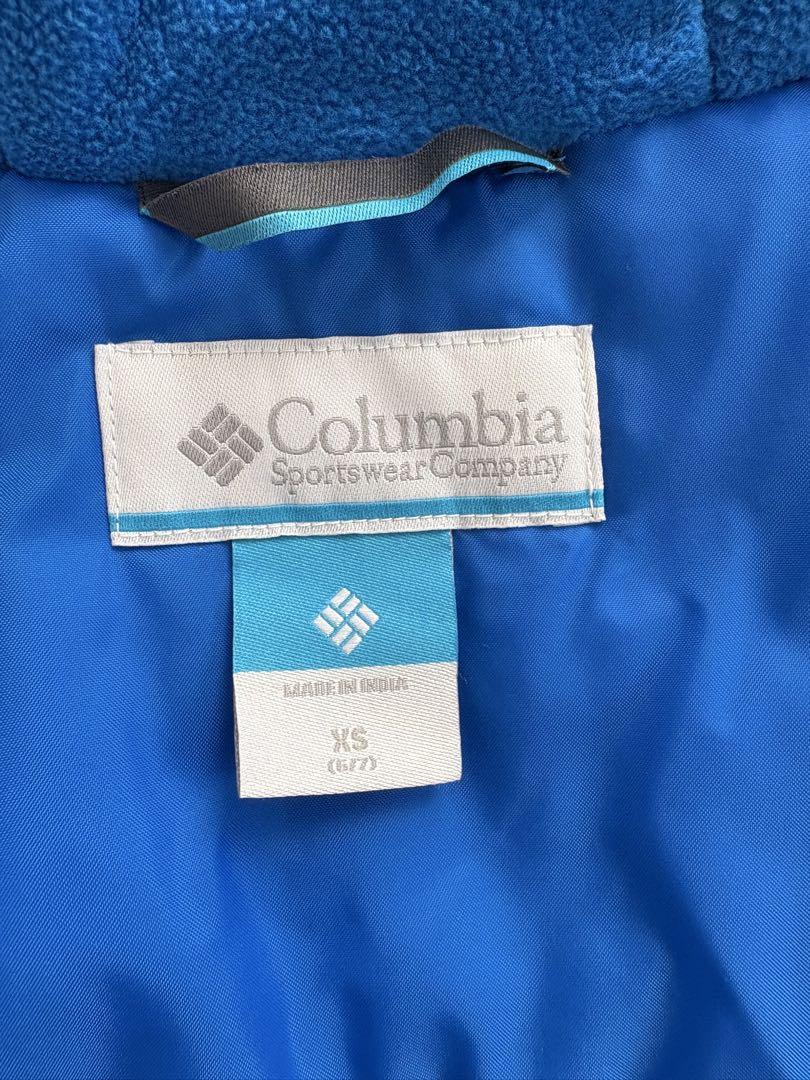 Columbia
Sportswear Company
MADE IN INDIA
XS
(6/7)